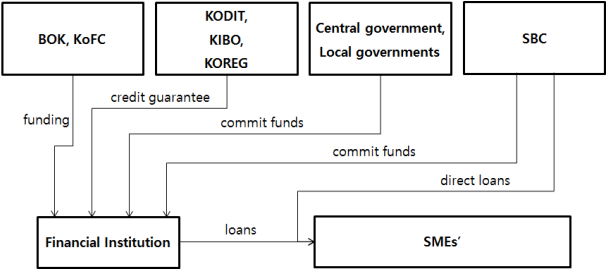 BOK, KoFC
KODIT,
KIBO,
KOREG
Central government,
Local governments
SBC
credit guarantee
funding
commit funds
commit funds
direct loans
Financial Institution
loans
SMEs’